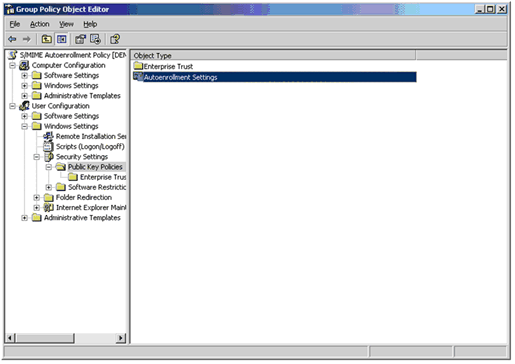 Group Policy Object Editor
File Action View Help
S/MIME Autoenrollment Policy [DEN
Computer Configuration
Software Settings
Windows Settings
Administrative Templates
User Configuration
Software Settings
Windows Settings
Remote Installation Ser
Scripts (Logon/Logoff)
Security Settings
Public Key Policies
Enterprise Trus
Software Restrictio
Folder Redirection
Internet Explorer Maint
Administrative Templates
Object Type
Enterprise Trust
Autoenrollment Settings